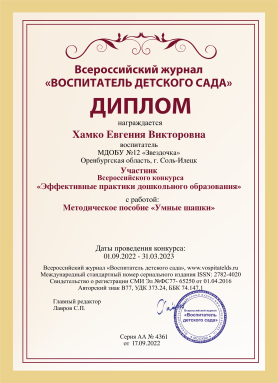 Всероссийский журнал
«ВОСПИТАТЕЛЬ ДЕТСКОГО САДА»
ДИПЛОМ
награждается
Хамко Евгения Викторовна
воспитатель
МДОБУ №12 «Звездочка»
Оренбургская область, г. Соль-Илецк
Участник
Всероссийского конкурса
«Эффективные практики дошкольного образования»
с работой:
Методическое пособие «Умные шашки»
Даты проведения конкурса:
01.09.2022 - 31.03.2023
Всероссийский журнал «Воспитатель детского сада», www.vospitatelds.ru
Международный стандартный номер сериального издания ISSN: 2782-4020
Свидетельство о регистрации СМИ Эл №ФС77- 65250 от 01.04.2016
Авторский знак В77, УДК 373.24, ББК 74.147.1
Главный редактор
Лавров С.П.
«Воспитатель
детского сада»
Серия АА № 4361
от 17.09.2022